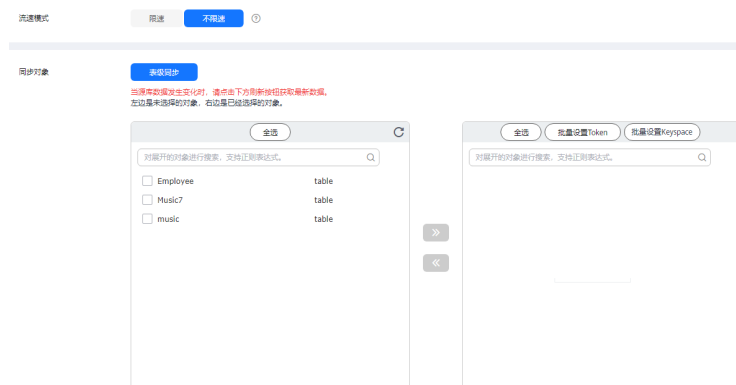 流速模式 限速 不限速
同步对象 表级同步
当源库数据发生变化时，请点击下方刷新按钮获取最新数据。
左边是未选择的对象，右边是已经选择的对象。
全选 全选 批量设置Token 批量设置Keyspace
对展开的对象进行搜索，支持正则表达式。 对展开的对象进行搜索，支持正则表达式。
Employee table
Music7 table
music table